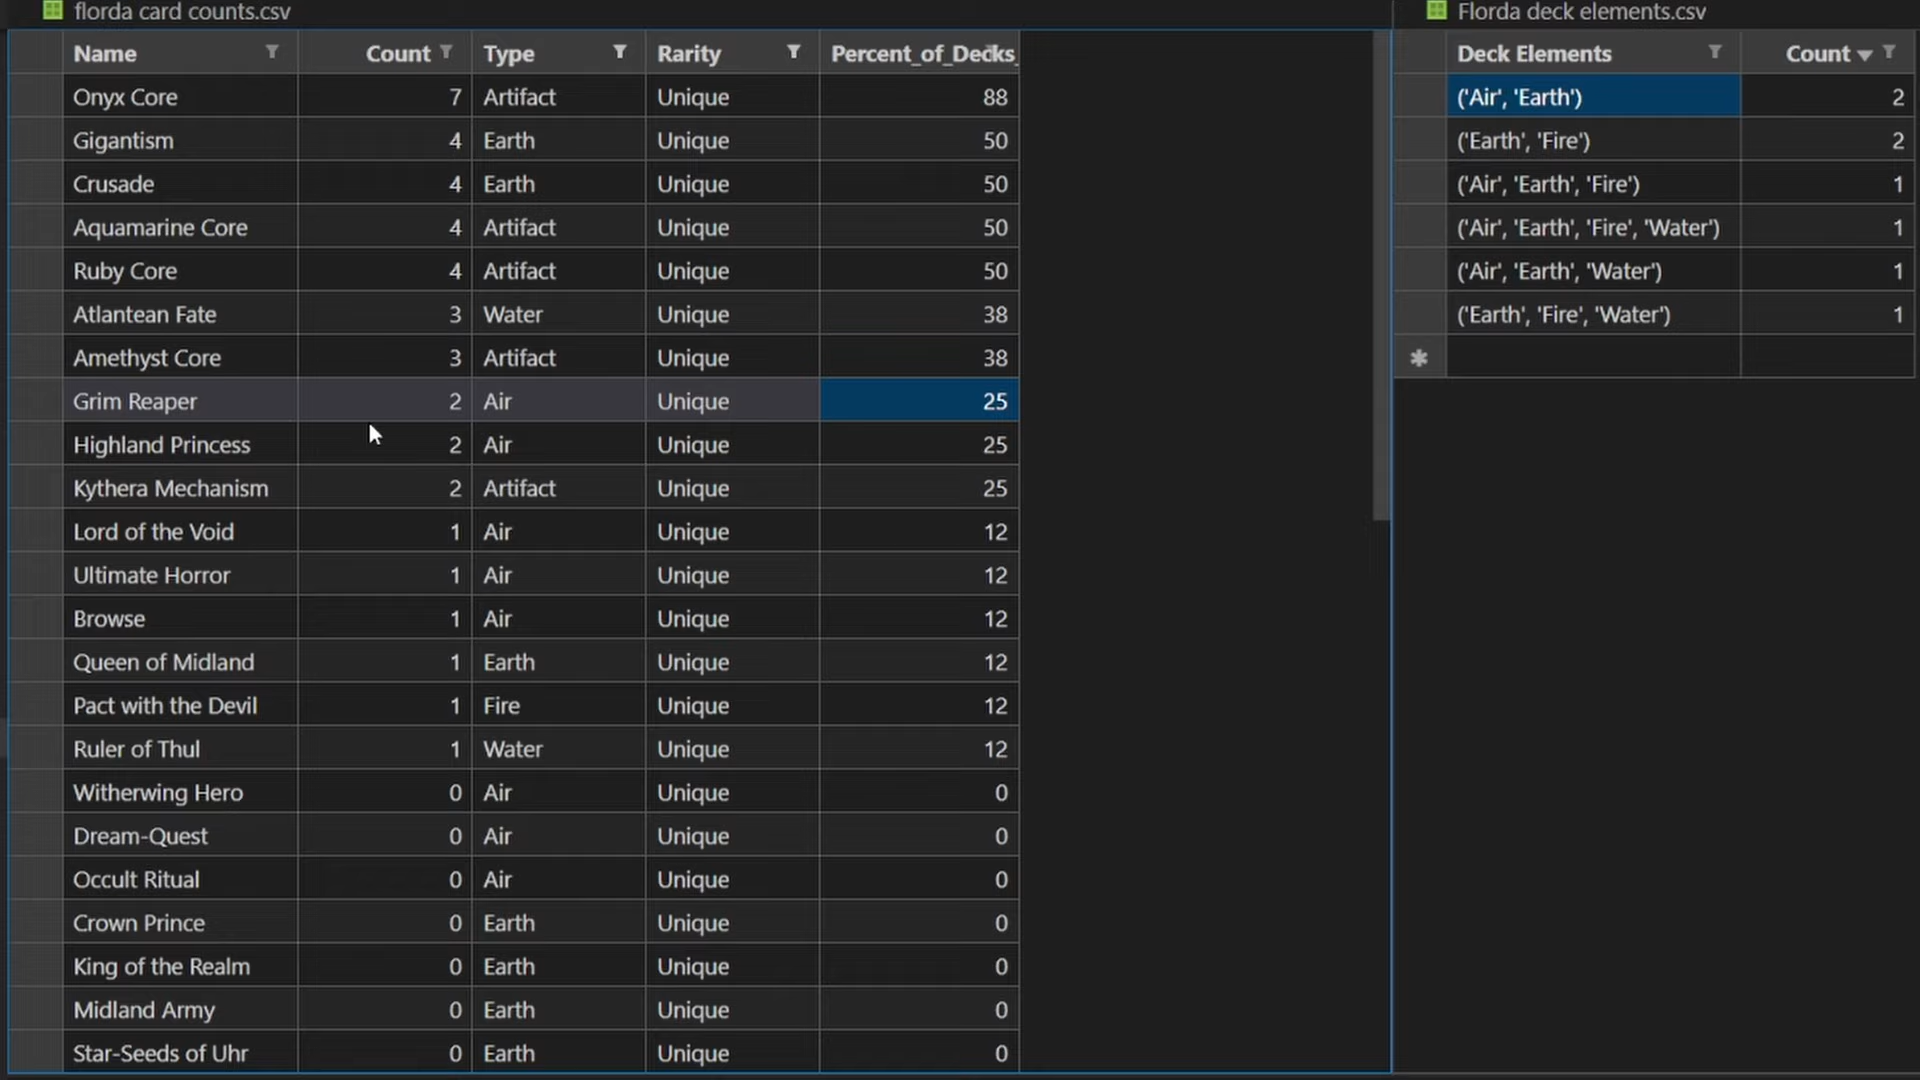 florda card counts.csv
Name Count Type Rarity Percent_of_Decks_
Onyx Core 7 Artifact Unique 88
Gigantism 4 Earth Unique 50
Crusade 4 Earth Unique 50
Aquamarine Core 4 Artifact Unique 50
Ruby Core 4 Artifact Unique 50
Atlantean Fate 3 Water Unique 38
Amethyst Core 3 Artifact Unique 38
Grim Reaper 2 Air Unique 25
Highland Princess 2 Air Unique 25
Kythera Mechanism 2 Artifact Unique 25
Lord of the Void 1 Air Unique 12
Ultimate Horror 1 Air Unique 12
Browse 1 Air Unique 12
Queen of Midland 1 Earth Unique 12
Pact with the Devil 1 Fire Unique 12
Ruler of Thul 1 Water Unique 12
Witherwing Hero 0 Air Unique 0
Dream-Quest 0 Air Unique 0
Occult Ritual 0 Air Unique 0
Crown Prince 0 Earth Unique 0
King of the Realm 0 Earth Unique 0
Midland Army 0 Earth Unique 0
Star-Seeds of Uhr 0 Earth Unique 0
Florda deck elements.csv
Deck Elements Count
('Air', 'Earth') 2
('Earth', 'Fire') 2
('Air', 'Earth', 'Fire') 1
('Air', 'Earth', 'Fire', 'Water') 1
('Air', 'Earth', 'Water') 1
('Earth', 'Fire', 'Water') 1